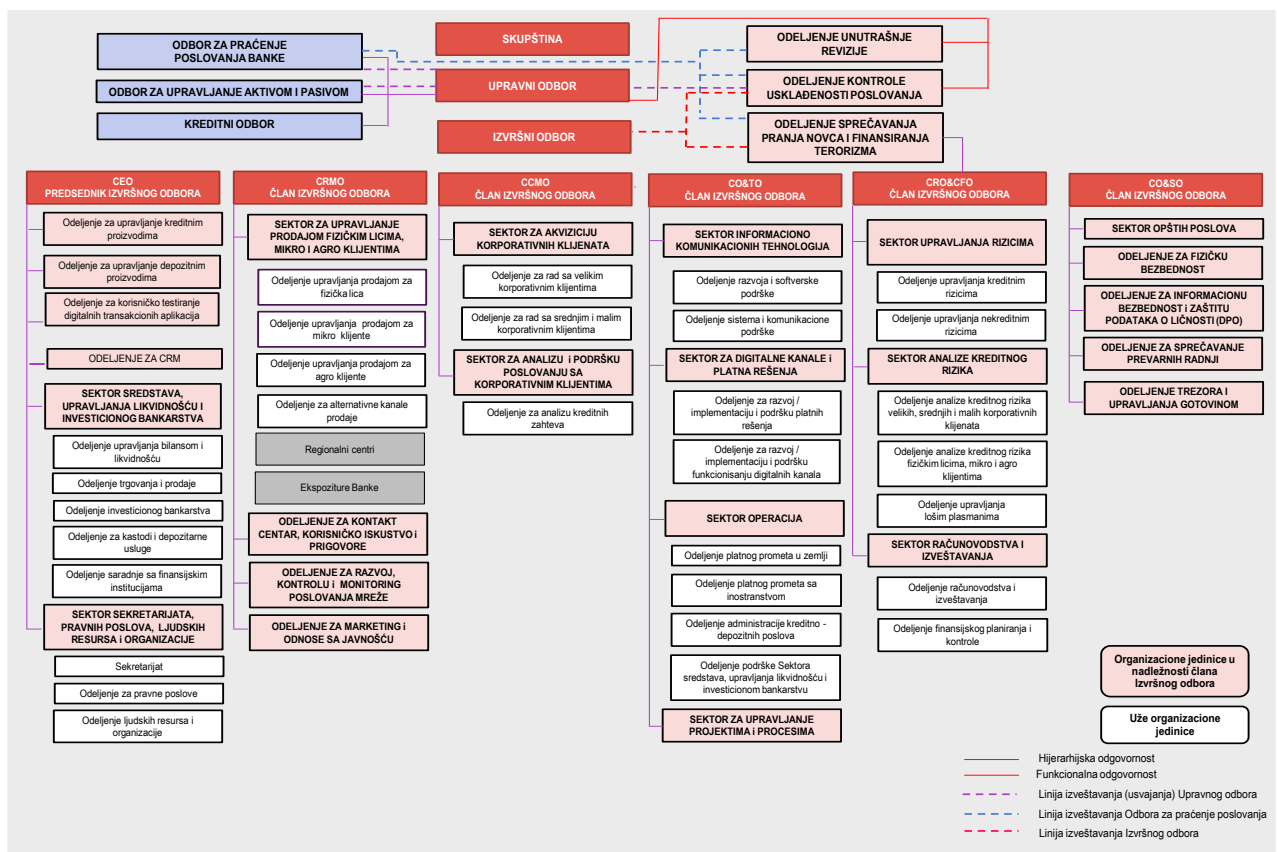 ODBOR ZA PRAĆENJE
POSLOVANJA BANKE
ODBOR ZA UPRAVLJANJE AKTIVOM I PASIVOM
KREDITNI ODBOR
SKUPŠTINA
UPRAVNI ODBOR
IZVRŠNI ODBOR
ODELJENJE UNUTRAŠNJE
REVIZIJE
ODELJENJE KONTROLE
USKLAĐENOSTI POSLOVANJA
ODELJENJE SPREČAVANJA
PRANJA NOVCA I FINANSIRANJA
TERORIZMA
CEO
PREDSEDNIK IZVRŠNOG ODBORA
Odeljenje za upravljanje kreditnim
proizvodima
Odeljenje za upravljanje depozitnim
proizvodima
Odeljenje za korisničko testiranje
digitalnih transakcionih aplikacija
ODELJENJE ZA CRM
SEKTOR SREDSTAVA,
UPRAVLJANJA LIKVIDNOŠĆU I
INVESTICIONOG BANKARSTVA
Odeljenje upravljanja bilansom i
likvidnošću
Odeljenje trgovanja i prodaje
Odeljenje investicionog bankarstva
Odeljenje za kastodi i depozitarne
usluge
Odeljenje saradnje sa finansijskim
institucijama
SEKTOR SEKRETARIJATA,
PRAVNIH POSLOVA, LJUDSKIH
RESURSA i ORGANIZACIJE
Sekretarijat
Odeljenje za pravne poslove
Odeljenje ljudskih resursa i
organizacije
CRMO
ČLAN IZVRŠNOG ODBORA
SEKTOR ZA UPRAVLJANJE
PRODAJOM FIZIČKIM LICIMA,
MIKRO I AGRO KLIJENTIMA
Odeljenje upravljanja prodajom za
fizička lica
Odeljenje upravljanja prodajom za
mikro klijente
Odeljenje upravljanja prodajom za
agro klijente
Odeljenje za alternativne kanale
prodaje
Regionalni centri
Ekspoziture Banke
ODELJENJE ZA KONTAKT
CENTAR, KORISNIČKO ISKUSTVO i
PRIGOVORE
ODELJENJE ZA RAZVOJ,
KONTROLU i MONITORING
POSLOVANJA MREŽE
ODELJENJE ZA MARKETING i
ODNOSE SA JAVNOŠĆU
CCMO
ČLAN IZVRŠNOG ODBORA
SEKTOR ZA AKVIZICIJU
KORPORATIVNIH KLIJENATA
Odeljenje za rad sa velikim
korporativnim klijentima
Odeljenje za rad sa srednjim i malim
korporativnim klijentima
SEKTOR ZA ANALIZU i PODRŠKU
POSLOVANJU SA
KORPORATIVNIM KLIJENTIMA
Odeljenje za analizu kreditnih
zahteva
CO&TO
ČLAN IZVRŠNOG ODBORA
SEKTOR INFORMACIONO
KOMUNIKACIONIH TEHNOLOGIJA
Odeljenje razvoja i softverske
podrške
Odeljenje sistema i komunikacione
podrške
SEKTOR ZA DIGITALNE KANALE i
PLATNA REŠENJA
Odeljenje za razvoj /
implementaciju i podršku platnih
rešenja
Odeljenje za razvoj /
implementaciju i podršku
funkcionisanju digitalnih kanala
SEKTOR OPERACIJA
Odeljenje platnog prometa u zemlji
Odeljenje platnog prometa sa
inostranstvom
Odeljenje administracije kreditno -
depozitnih poslova
Odeljenje podrške Sektora
sredstava, upravljanja likvidnošću i
investicionom bankarstvu
SEKTOR ZA UPRAVLJANJE
PROJEKTIMA i PROCESIMA
CRO&CFO
ČLAN IZVRŠNOG ODBORA
SEKTOR UPRAVLJANJA RIZICIMA
Odeljenje upravljanja kreditnim
rizicima
Odeljenje upravljanja nekreditnim
rizicima
SEKTOR ANALIZE KREDITNOG
RIZIKA
Odeljenje analize kreditnog rizika
velikih, srednjih i malih korporativnih
klijenata
Odeljenje analize kreditnog rizika
fizičkim licima, mikro i agro
klijentima
Odeljenje upravljanja
lošim plasmanima
SEKTOR RAČUNOVODSTVA I
IZVEŠTAVANJA
Odeljenje računovodstva i
izveštavanja
Odeljenje finansijskog planiranja i
kontrole
CO&SO
ČLAN IZVRŠNOG ODBORA
SEKTOR OPŠTIH POSLOVA
ODELJENJE ZA FIZIČKU
BEZBEDNOST
ODELJENJE ZA INFORMACIONU
BEZBEDNOST i ZAŠTITU
PODATAKA O LIČNOSTI (DPO)
ODELJENJE ZA SPREČAVANJE
PREVARNIH RADNJI
ODELJENJE TREZORA I
UPRAVLJANJA GOTOVINOM
Organizacione jedinice u
nadležnosti člana
Izvršnog odbora
Uže organizacione
jedinice
Hijerarhijska odgovornost
Funkcionalna odgovornost
Linija izveštavanja (usvajanja) Upravnog odbora
Linija izveštavanja Odbora za praćenje poslovanja
Linija izveštavanja Izvršnog odbora